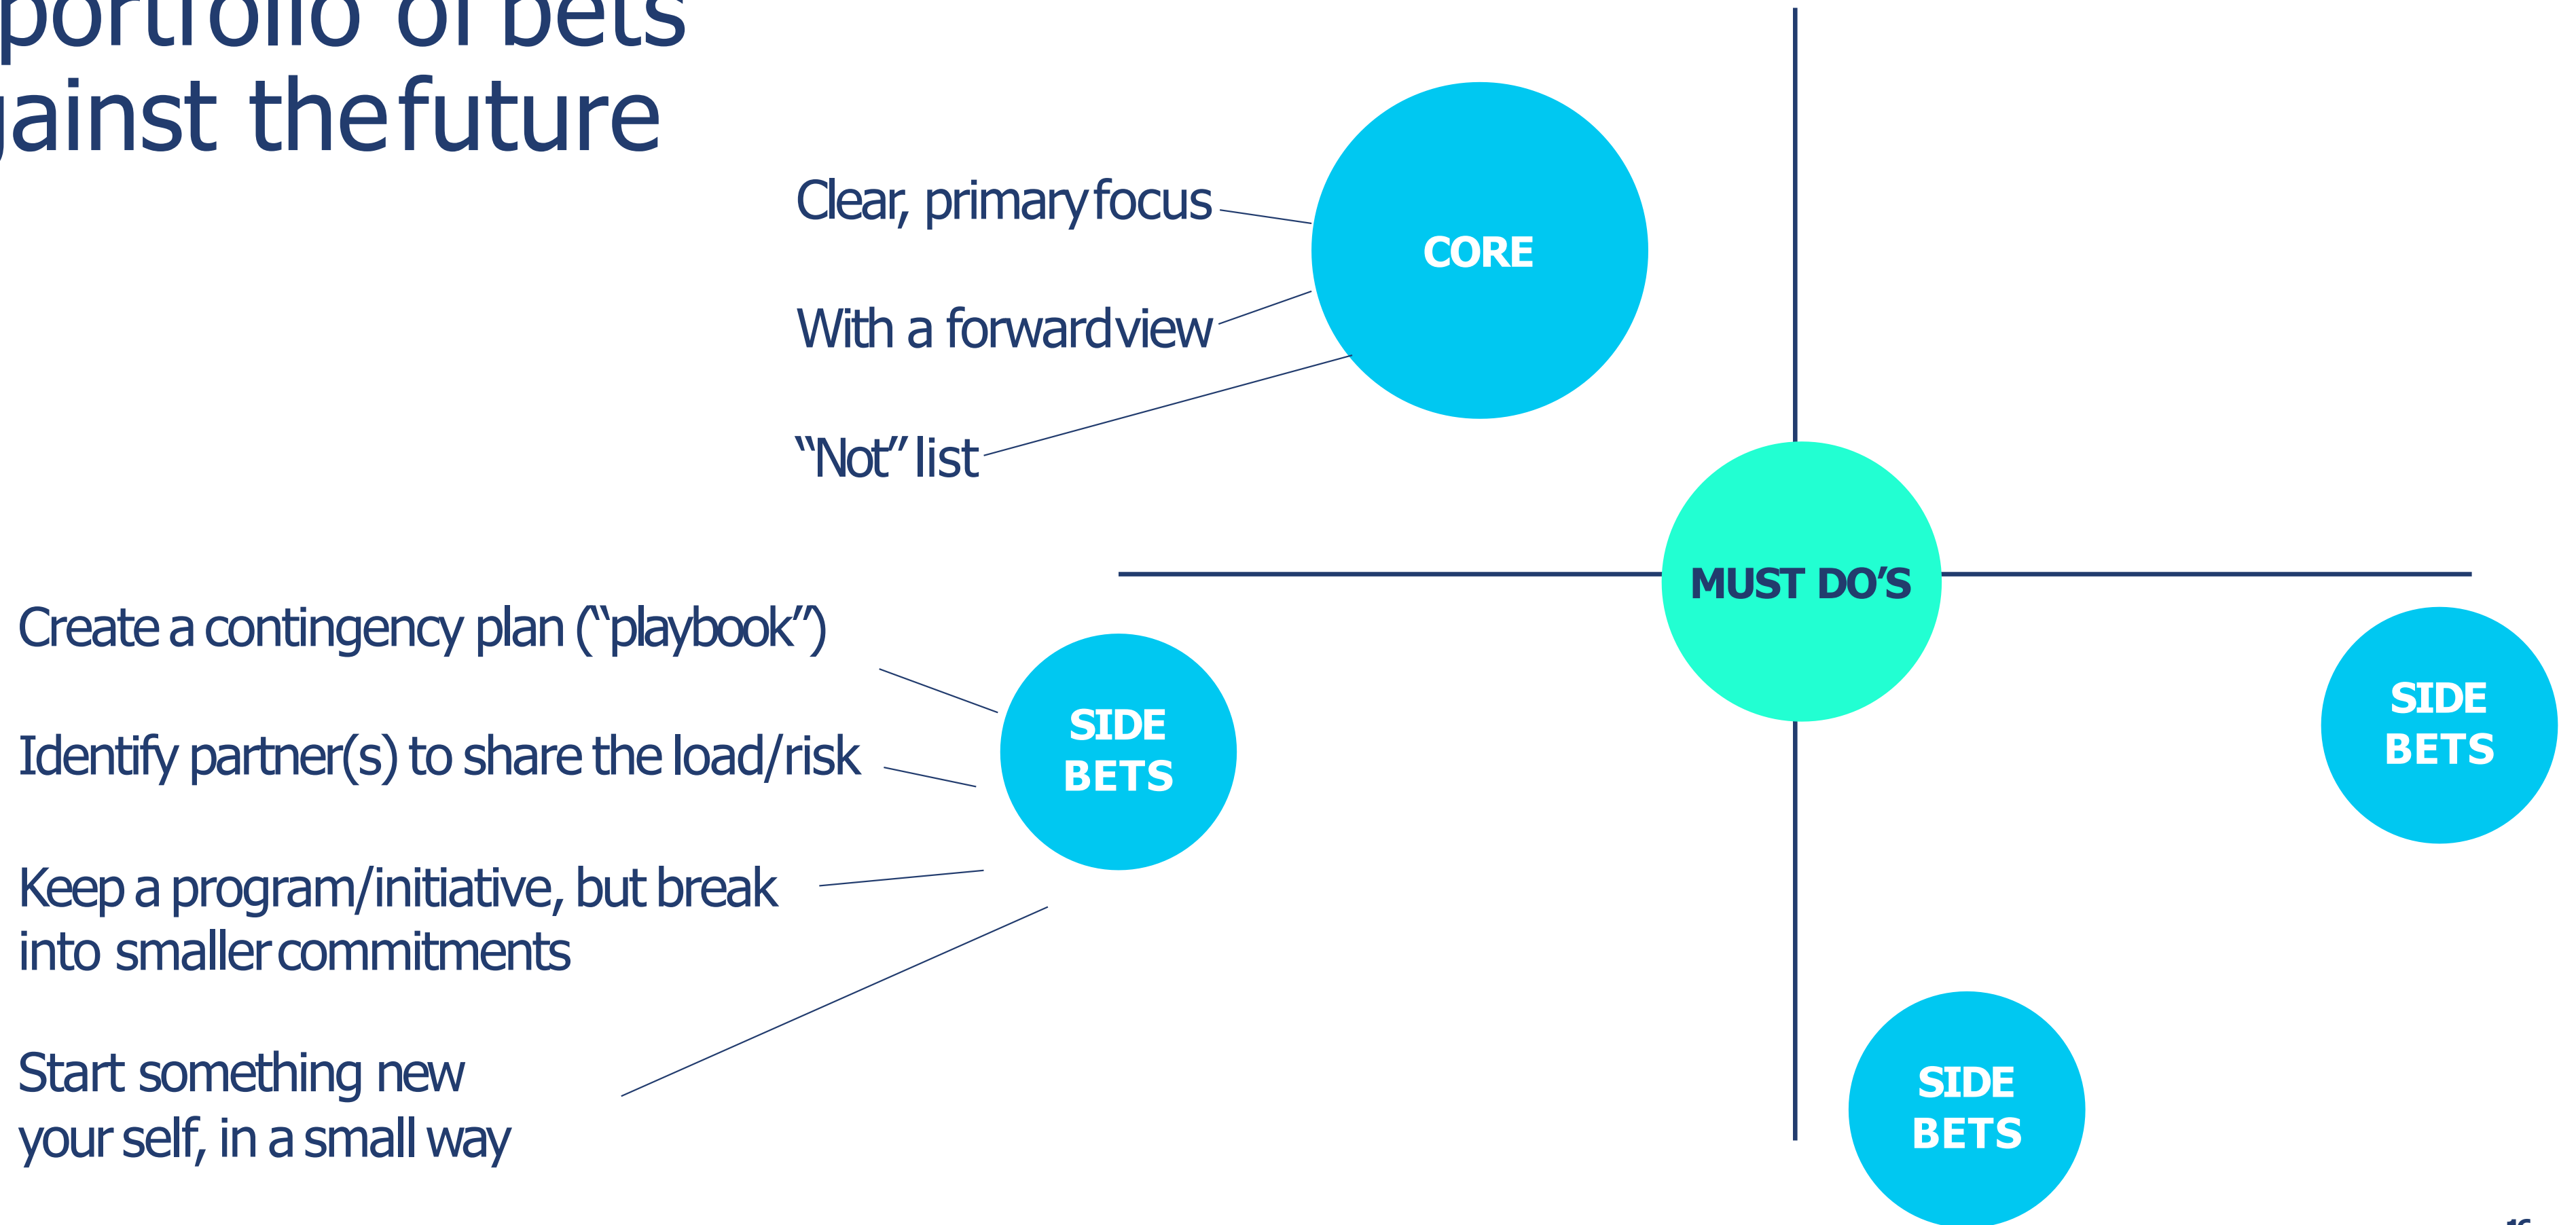 portfolio of bets
gainst the future
Clear, primary focus
With a forward view
“Not” list
CORE
MUST DO’S
Create a contingency plan (“playbook”)
Identify partner(s) to share the load/risk
Keep a program/initiative, but break
into smaller commitments
Start something new
your self, in a small way
SIDE
BETS
SIDE
BETS
SIDE
BETS